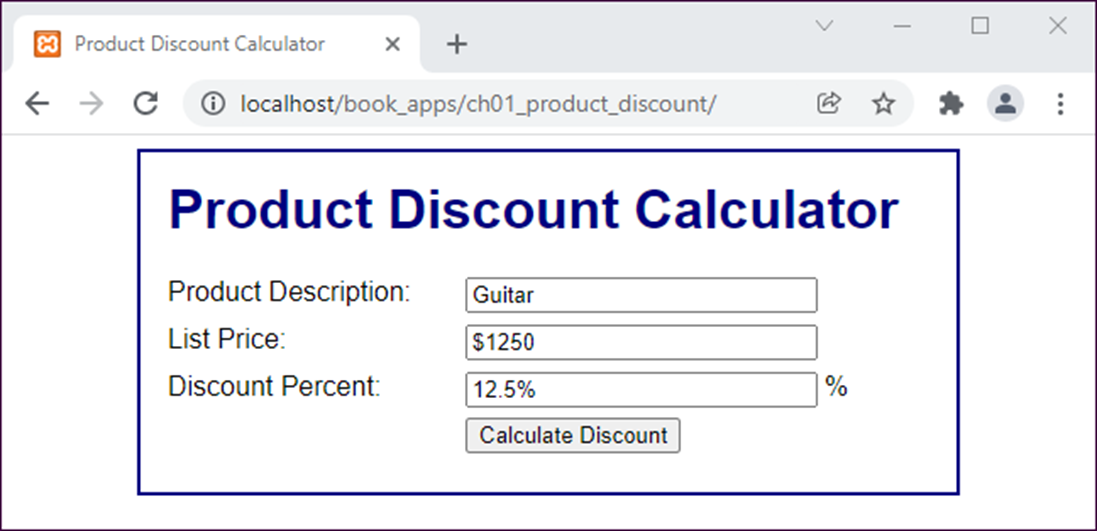 Product Discount Calculator
localhost/book_apps/ch01_product_discount/
Product Discount Calculator
Product Description: Guitar
List Price: $1250
Discount Percent: 12.5% %
Calculate Discount